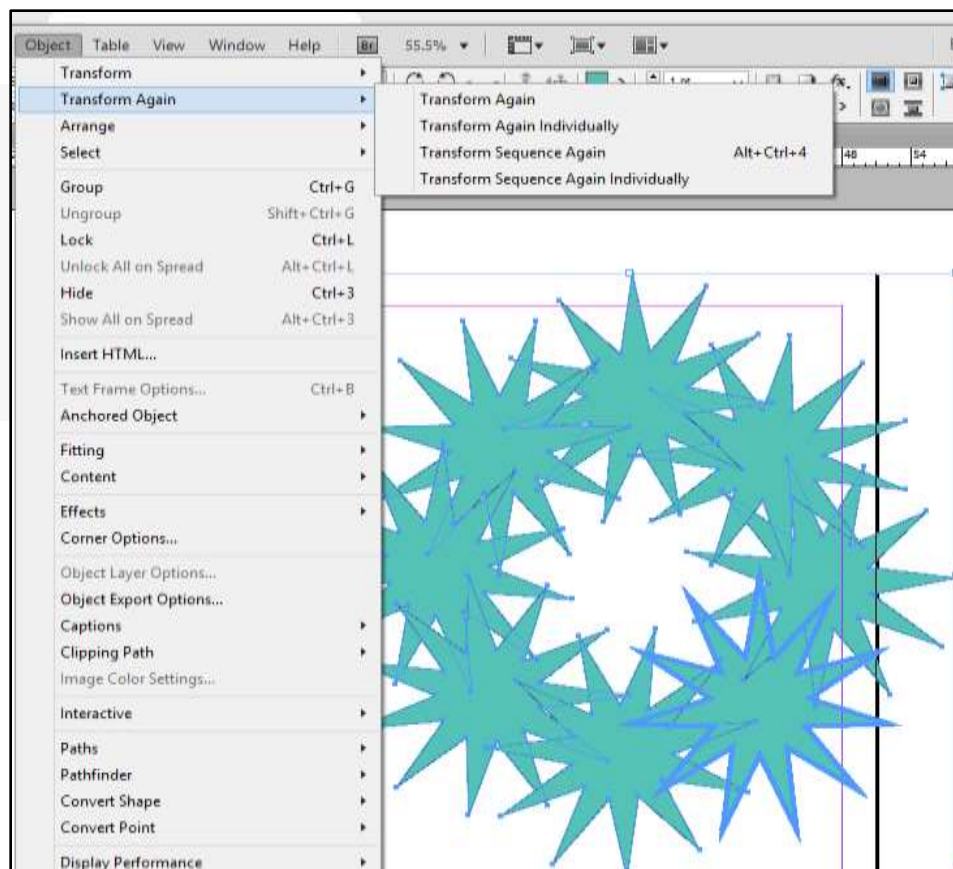 Object Table View Window Help Br 55.5%
Transform
Transform Again
Arrange
Select
Group Ctrl+G
Ungroup Shift+Ctrl+G
Lock Ctrl+L
Unlock All on Spread Alt+Ctrl+L
Hide Ctrl+3
Show All on Spread Alt+Ctrl+3
Insert HTML...
Text Frame Options... Ctrl+B
Anchored Object
Fitting
Content
Effects
Corner Options...
Object Layer Options...
Object Export Options...
Captions
Clipping Path
Image Color Settings...
Interactive
Paths
Pathfinder
Convert Shape
Convert Point
Display Performance
Transform Again
Transform Again Individually
Transform Sequence Again Alt+Ctrl+4
Transform Sequence Again Individually
48 54